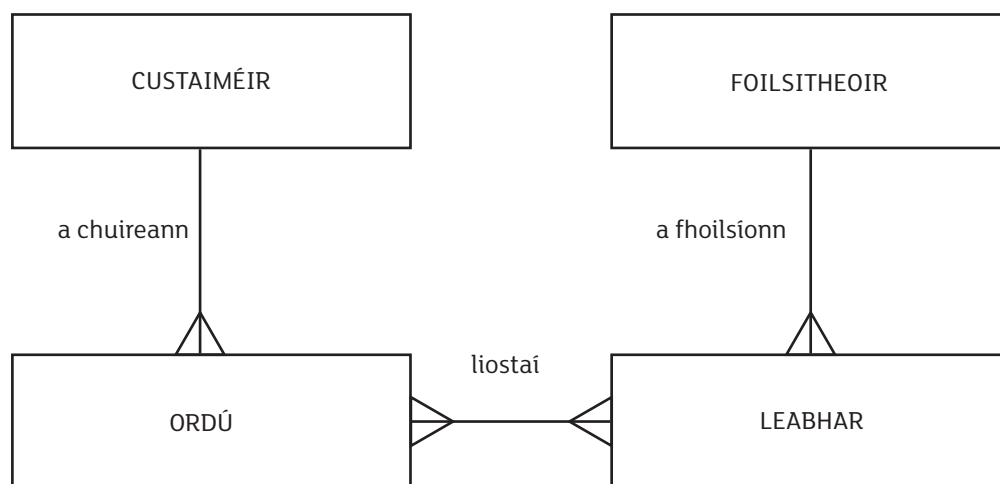 CUSTAIMÉIR
FOILSITHEOIR
a chuireann
a fhoilsíonn
liostaí
ORDÚ
LEABHAR